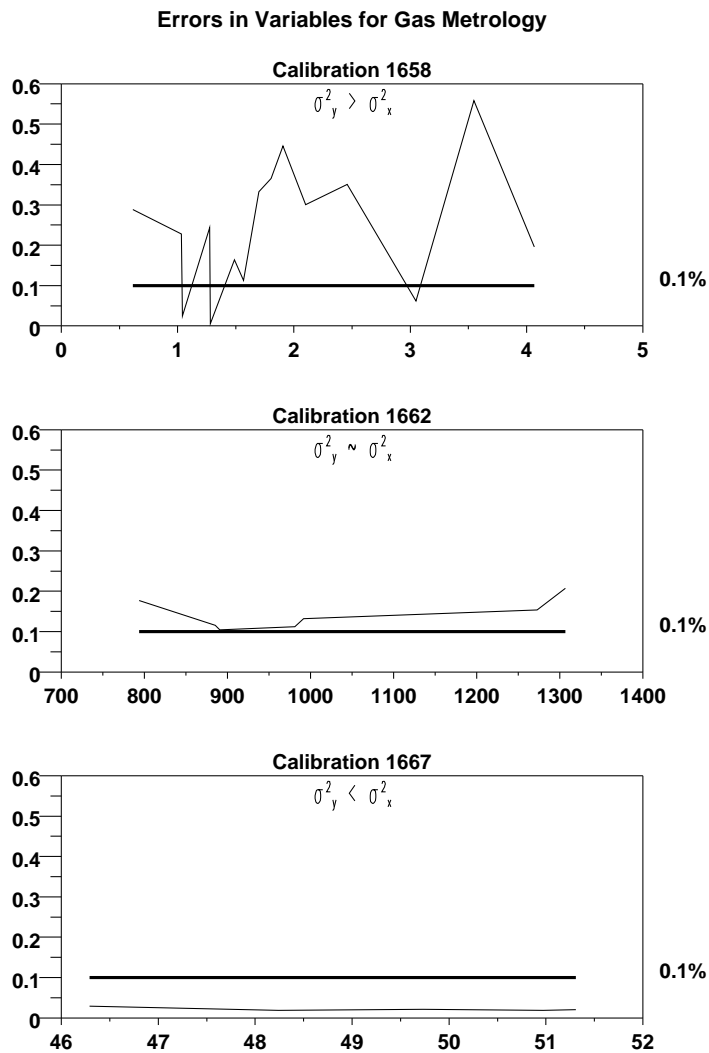 Errors in Variables for Gas Metrology
Calibration 1658
σ²y > σ²x
0.6
0.5
0.4
0.3
0.2
0.1
0
0.1%
0 1 2 3 4 5
Calibration 1662
σ²y ~ σ²x
0.6
0.5
0.4
0.3
0.2
0.1
0
0.1%
700 800 900 1000 1100 1200 1300 1400
Calibration 1667
σ²y < σ²x
0.6
0.5
0.4
0.3
0.2
0.1
0
0.1%
46 47 48 49 50 51 52